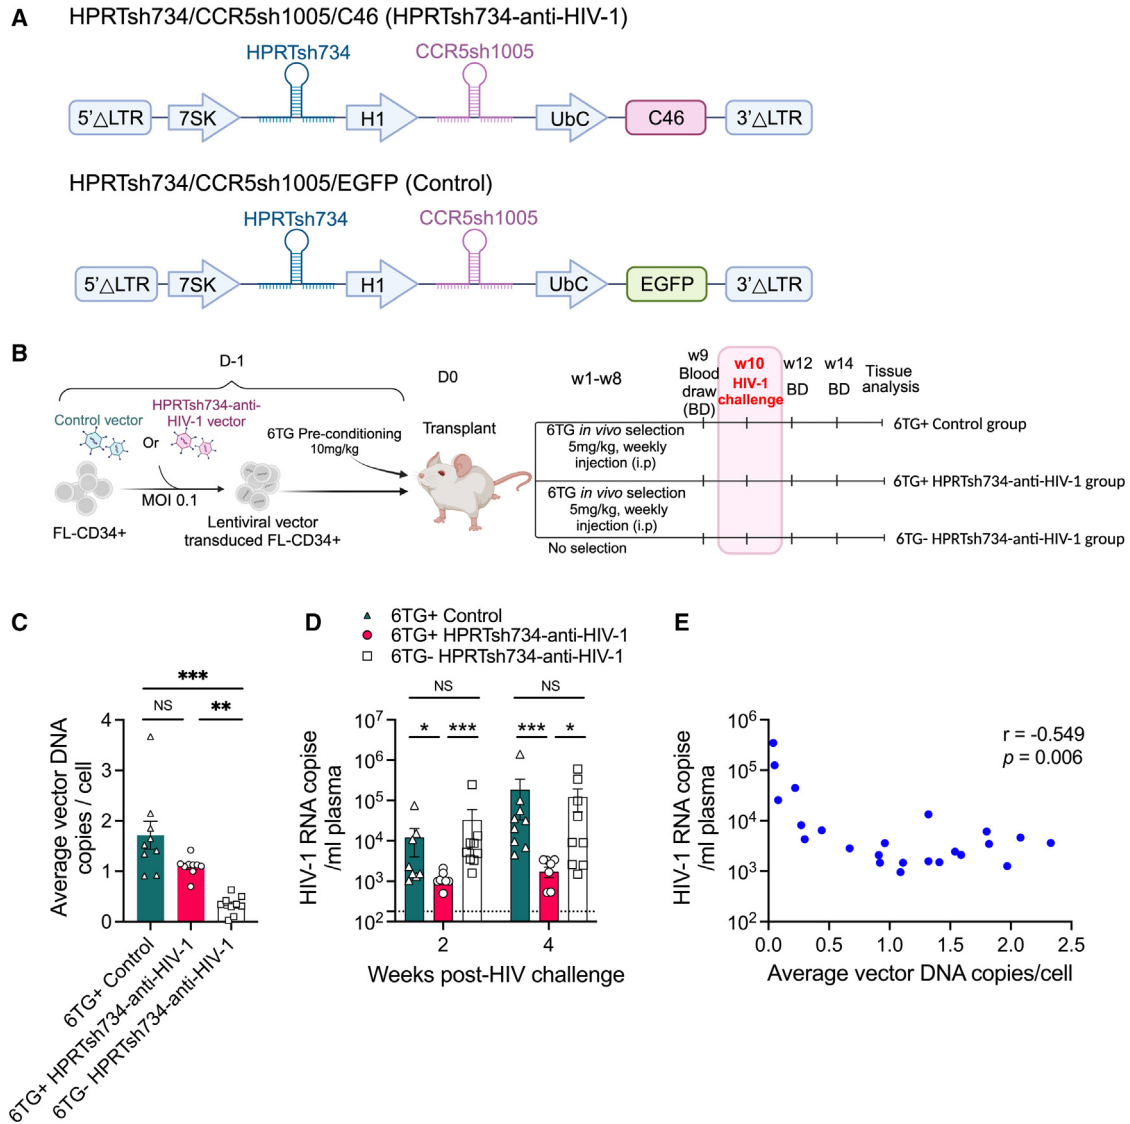 A
HPRTsh734/CCR5sh1005/C46 (HPRTsh734-anti-HIV-1)
HPRTsh734
CCR5sh1005
5'△LTR
7SK
H1
UbC
C46
3'△LTR
HPRTsh734/CCR5sh1005/EGFP (Control)
HPRTsh734
CCR5sh1005
5'△LTR
7SK
H1
UbC
EGFP
3'△LTR
B
D-1
Control vector
Or
HPRTsh734-anti-
HIV-1 vector
MOI 0.1
FL-CD34+
Lentiviral vector
transduced FL-CD34+
6TG Pre-conditioning
10mg/kg
D0
Transplant
w1-w8
w9
Blood
draw
(BD)
w10
HIV-1
challenge
w12
BD
w14
BD
Tissue
analysis
6TG in vivo selection
5mg/kg, weekly
injection (i.p)
6TG+ Control group
6TG in vivo selection
5mg/kg, weekly
injection (i.p)
6TG+ HPRTsh734-anti-HIV-1 group
No selection
6TG- HPRTsh734-anti-HIV-1 group
C
***
NS
**
Average vector DNA
copies / cell
4
3
2
1
0
6TG+ Control
6TG+ HPRTsh734-anti-HIV-1
6TG- HPRTsh734-anti-HIV-1
D
6TG+ Control
6TG+ HPRTsh734-anti-HIV-1
6TG- HPRTsh734-anti-HIV-1
NS
NS
*
***
***
*
HIV-1 RNA copise
/ml plasma
10⁷
10⁶
10⁵
10⁴
10³
10²
2
4
Weeks post-HIV challenge
E
r = -0.549
p = 0.006
HIV-1 RNA copise
/ml plasma
10⁶
10⁵
10⁴
10³
10²
0.0
0.5
1.0
1.5
2.0
2.5
Average vector DNA copies/cell